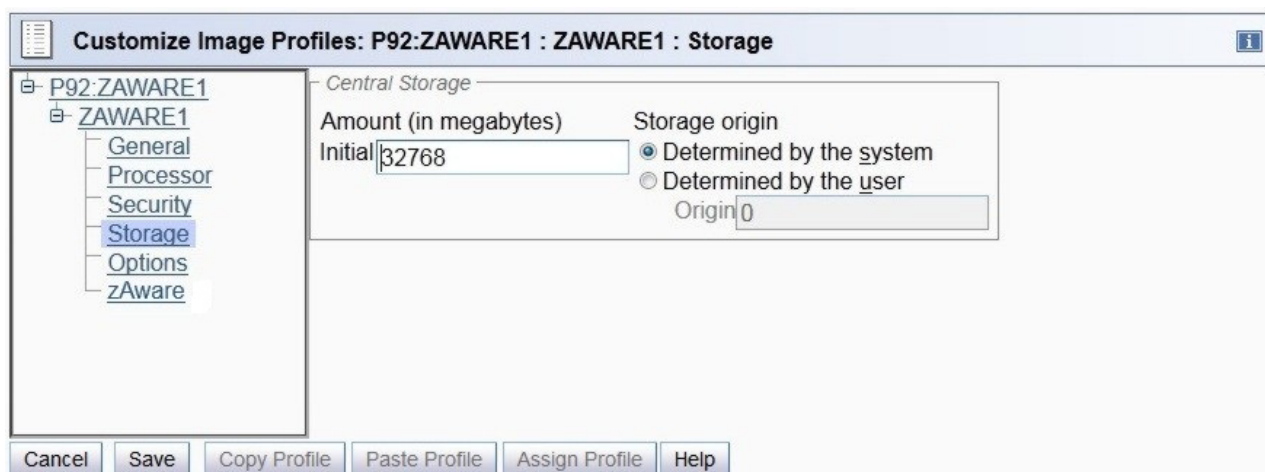 Customize Image Profiles: P92:ZAWARE1 : ZAWARE1 : Storage
i
P92:ZAWARE1
ZAWARE1
General
Processor
Security
Storage
Options
zAware
Central Storage
Amount (in megabytes) Storage origin
Initial 32768 Determined by the system
Determined by the user
Origin 0
Cancel Save Copy Profile Paste Profile Assign Profile Help